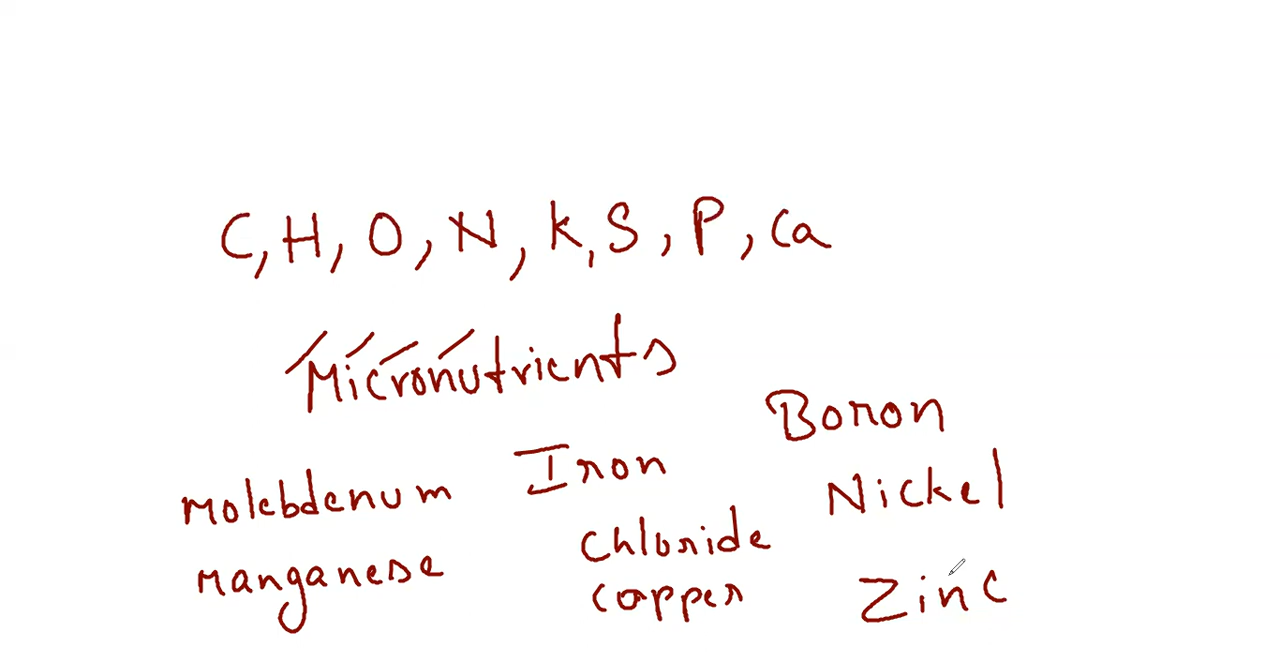 C, H, O, N, K, S, P, Ca
Micronutrients
Boron
Iron
Molebdenum
Nickel
Chloride
Manganese
Copper
Zinc